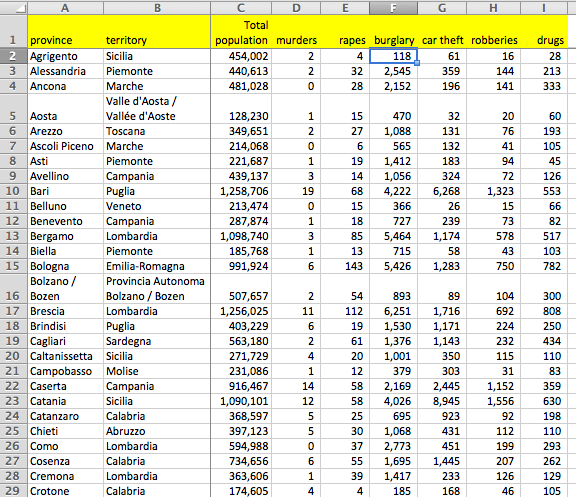 A B C D E F G H I
Total
1 province territory population murders rapes burglary car theft robberies drugs
2 Agrigento Sicilia 454,002 2 4 118 61 16 28
3 Alessandria Piemonte 440,613 2 32 2,545 359 144 213
4 Ancona Marche 481,028 0 28 2,152 196 141 333
Valle d'Aosta /
5 Aosta Vallée d'Aoste 128,230 1 15 470 32 20 60
6 Arezzo Toscana 349,651 2 27 1,088 131 76 193
7 Ascoli Piceno Marche 214,068 0 6 565 132 41 105
8 Asti Piemonte 221,687 1 19 1,412 183 94 45
9 Avellino Campania 439,137 3 14 1,056 324 72 126
10 Bari Puglia 1,258,706 19 68 4,222 6,268 1,323 553
11 Belluno Veneto 213,474 0 15 366 26 15 66
12 Benevento Campania 287,874 1 18 727 239 73 82
13 Bergamo Lombardia 1,098,740 3 85 5,464 1,174 578 517
14 Biella Piemonte 185,768 1 13 715 58 43 103
15 Bologna Emilia-Romagna 991,924 6 143 5,426 1,283 750 782
Bolzano / Provincia Autonoma
16 Bozen Bolzano / Bozen 507,657 2 54 893 89 104 300
17 Brescia Lombardia 1,256,025 11 112 6,251 1,716 692 808
18 Brindisi Puglia 403,229 6 19 1,530 1,171 224 250
19 Cagliari Sardegna 563,180 2 61 1,376 1,143 232 434
20 Caltanissetta Sicilia 271,729 4 20 1,001 350 115 110
21 Campobasso Molise 231,086 1 12 379 303 31 83
22 Caserta Campania 916,467 14 58 2,169 2,445 1,152 359
23 Catania Sicilia 1,090,101 12 58 4,026 8,945 1,556 630
24 Catanzaro Calabria 368,597 5 25 695 923 92 198
25 Chieti Abruzzo 397,123 5 30 1,068 431 112 110
26 Como Lombardia 594,988 0 37 2,773 451 199 293
27 Cosenza Calabria 734,656 6 55 1,695 1,445 207 262
28 Cremona Lombardia 363,606 1 39 1,417 233 126 129
29 Crotone Calabria 174,605 4 4 185 168 46 105